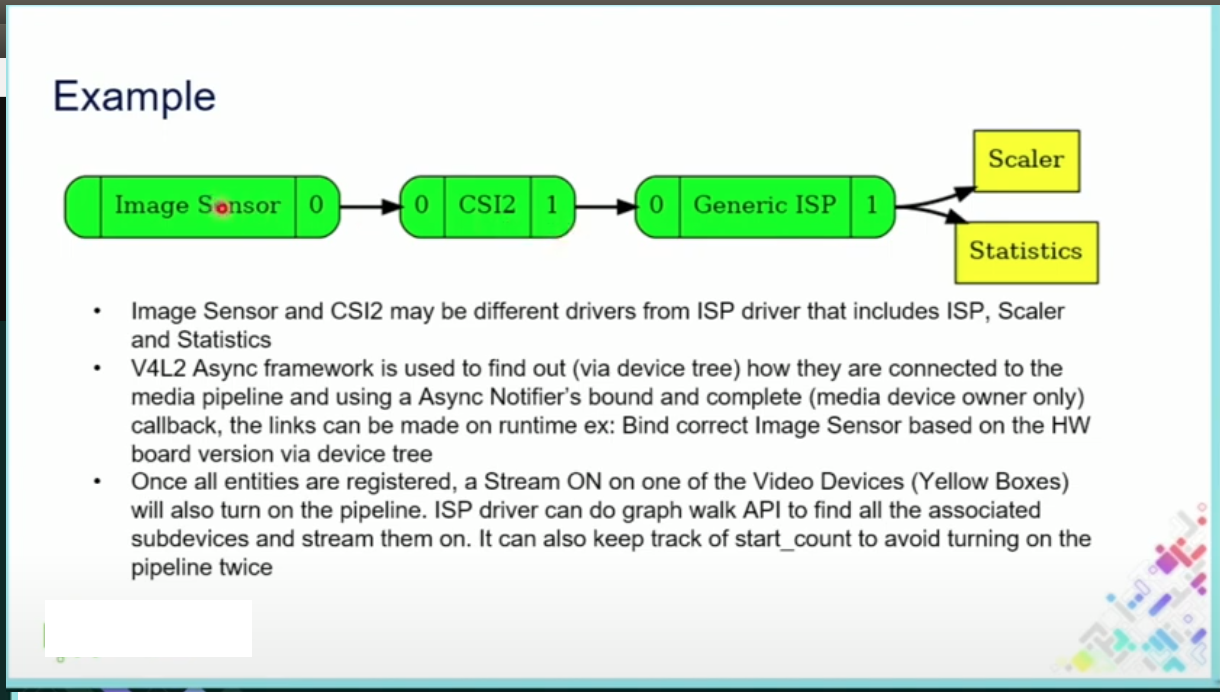 Example
Scaler
Image Sensor 0
0 CSI2 1
0 Generic ISP 1
Statistics
• Image Sensor and CSI2 may be different drivers from ISP driver that includes ISP, Scaler
and Statistics
• V4L2 Async framework is used to find out (via device tree) how they are connected to the
media pipeline and using a Async Notifier's bound and complete (media device owner only)
callback, the links can be made on runtime ex: Bind correct Image Sensor based on the HW
board version via device tree
• Once all entities are registered, a Stream ON on one of the Video Devices (Yellow Boxes)
will also turn on the pipeline. ISP driver can do graph walk API to find all the associated
subdevices and stream them on. It can also keep track of start_count to avoid turning on the
pipeline twice